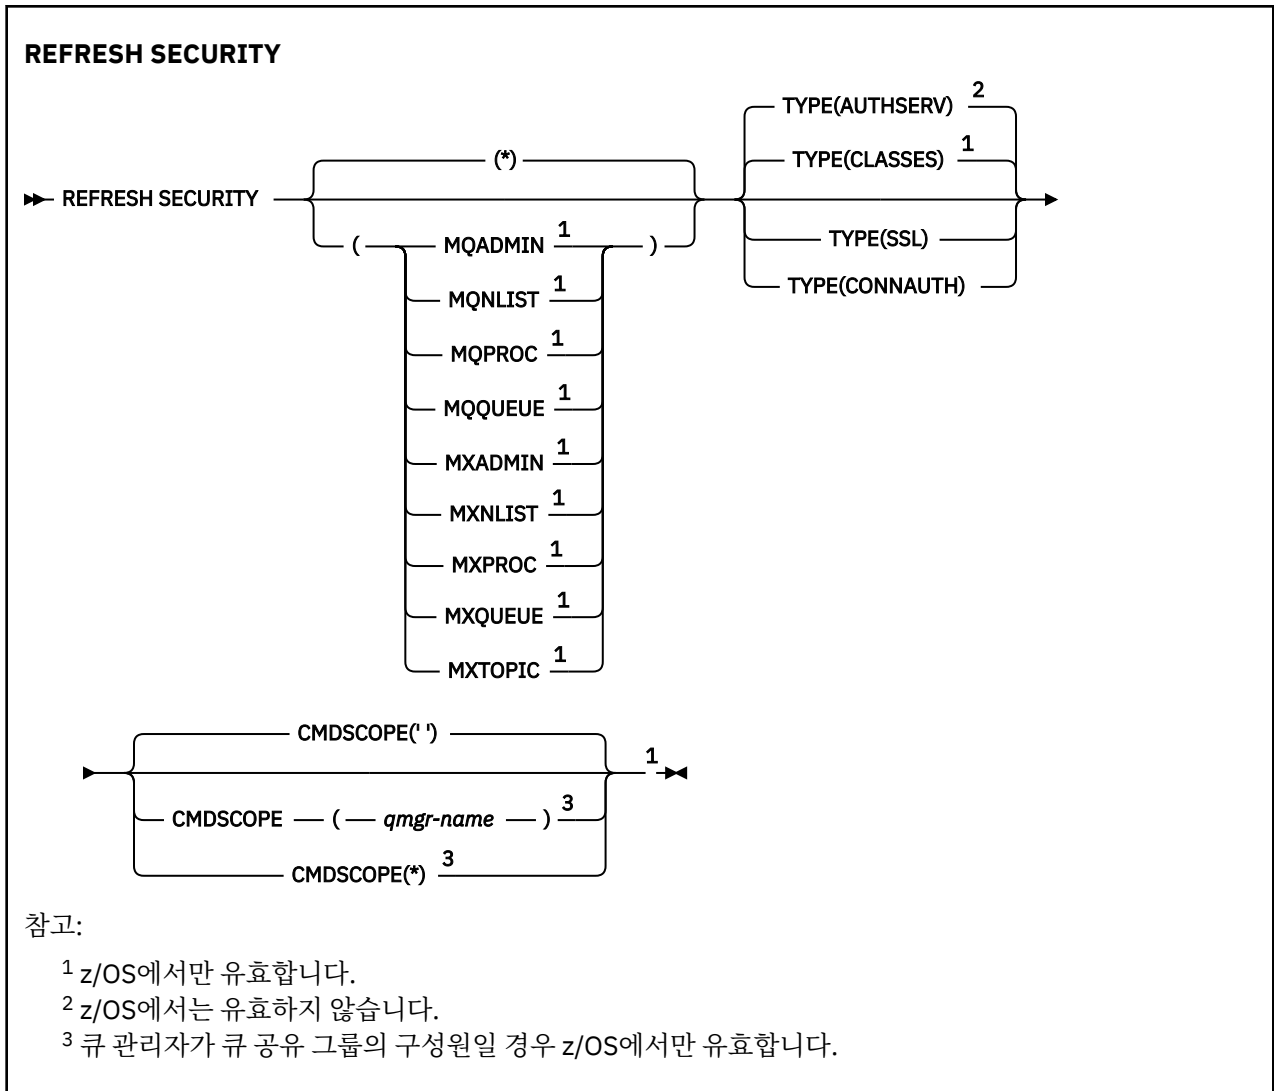 REFRESH SECURITY
TYPE(AUTHSERV) 2
(*)
TYPE(CLASSES) 1
REFRESH SECURITY
TYPE(SSL)
( MQADMIN 1 )
TYPE(CONNAUTH)
MQNLIST 1
MQPROC 1
MQQUEUE 1
MXADMIN 1
MXNLIST 1
MXPROC 1
MXQUEUE 1
MXTOPIC 1
CMDSCOPE(' ')
1
CMDSCOPE ( qmgr-name ) 3
CMDSCOPE(*) 3
참고:
1 z/OS에서만 유효합니다.
2 z/OS에서는 유효하지 않습니다.
3 큐 관리자가 큐 공유 그룹의 구성원일 경우 z/OS에서만 유효합니다.